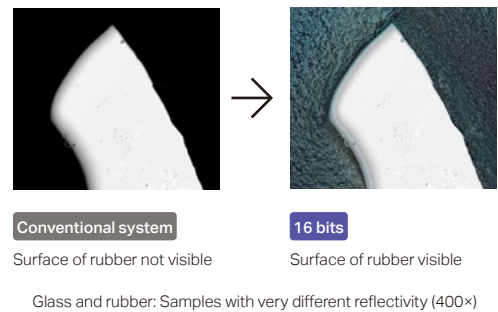 Conventional system
16 bits
Surface of rubber not visible
Surface of rubber visible
Glass and rubber: Samples with very different reflectivity (400×)